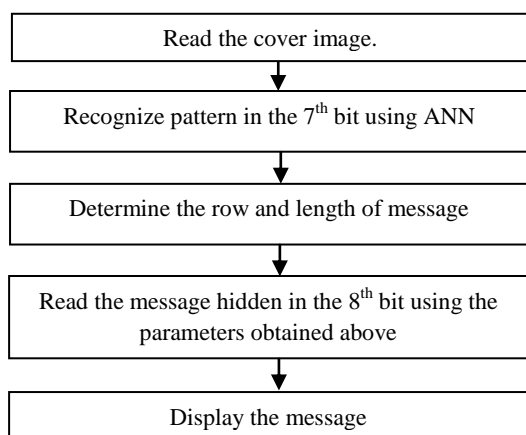 Read the cover image.
Recognize pattern in the 7th bit using ANN
Determine the row and length of message
Read the message hidden in the 8th bit using the
parameters obtained above
Display the message